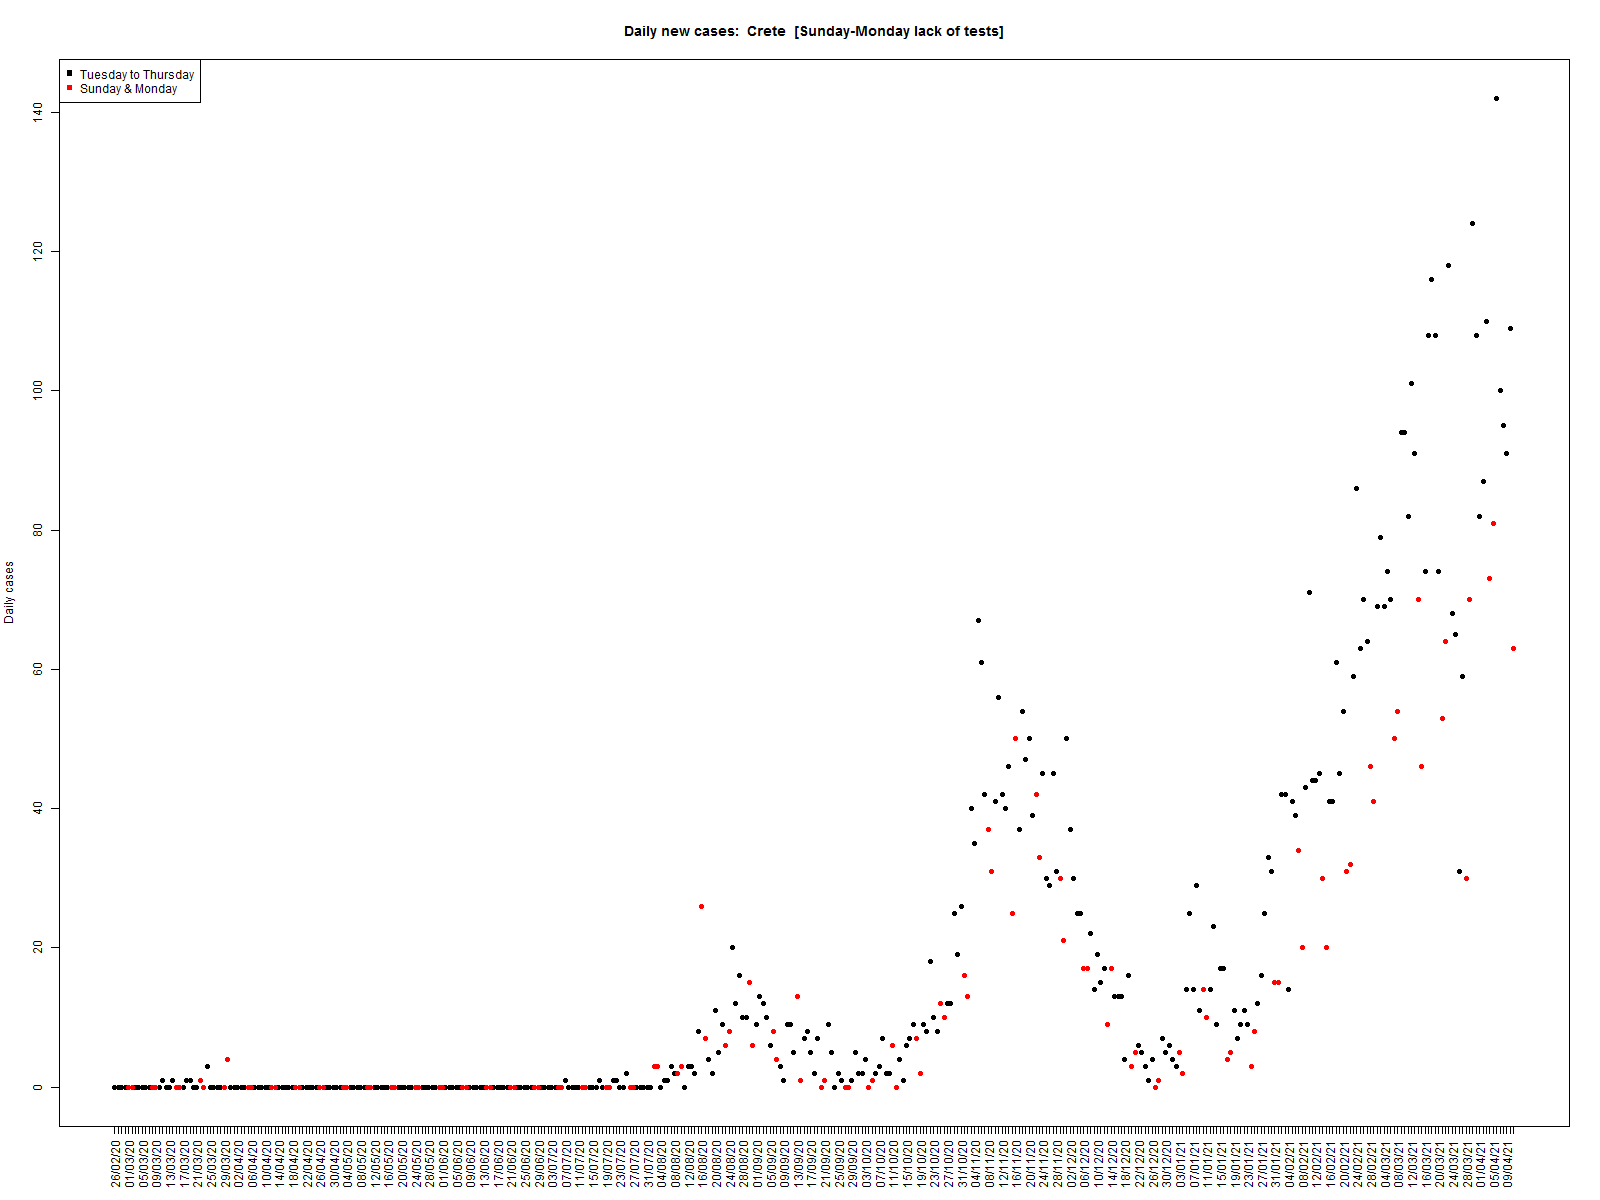 Daily new cases:  Crete  [Sunday-Monday lack of tests]
Tuesday to Thursday
Sunday & Monday
Daily cases
140
120
100
80
60
40
20
0
26/02/20 01/03/20 05/03/20 09/03/20 13/03/20 17/03/20 21/03/20 25/03/20 29/03/20 02/04/20 06/04/20 10/04/20 14/04/20 18/04/20 22/04/20 26/04/20 30/04/20 04/05/20 08/05/20 12/05/20 16/05/20 20/05/20 24/05/20 28/05/20 01/06/20 05/06/20 09/06/20 13/06/20 17/06/20 21/06/20 25/06/20 29/06/20 03/07/20 07/07/20 11/07/20 15/07/20 19/07/20 23/07/20 27/07/20 31/07/20 04/08/20 08/08/20 12/08/20 16/08/20 20/08/20 24/08/20 28/08/20 01/09/20 05/09/20 09/09/20 13/09/20 17/09/20 21/09/20 25/09/20 29/09/20 03/10/20 07/10/20 11/10/20 15/10/20 19/10/20 23/10/20 27/10/20 31/10/20 04/11/20 08/11/20 12/11/20 16/11/20 20/11/20 24/11/20 28/11/20 02/12/20 06/12/20 10/12/20 14/12/20 18/12/20 22/12/20 26/12/20 30/12/20 03/01/21 07/01/21 11/01/21 15/01/21 19/01/21 23/01/21 27/01/21 31/01/21 04/02/21 08/02/21 12/02/21 16/02/21 20/02/21 24/02/21 28/02/21 04/03/21 08/03/21 12/03/21 16/03/21 20/03/21 24/03/21 28/03/21 01/04/21 05/04/21 09/04/21